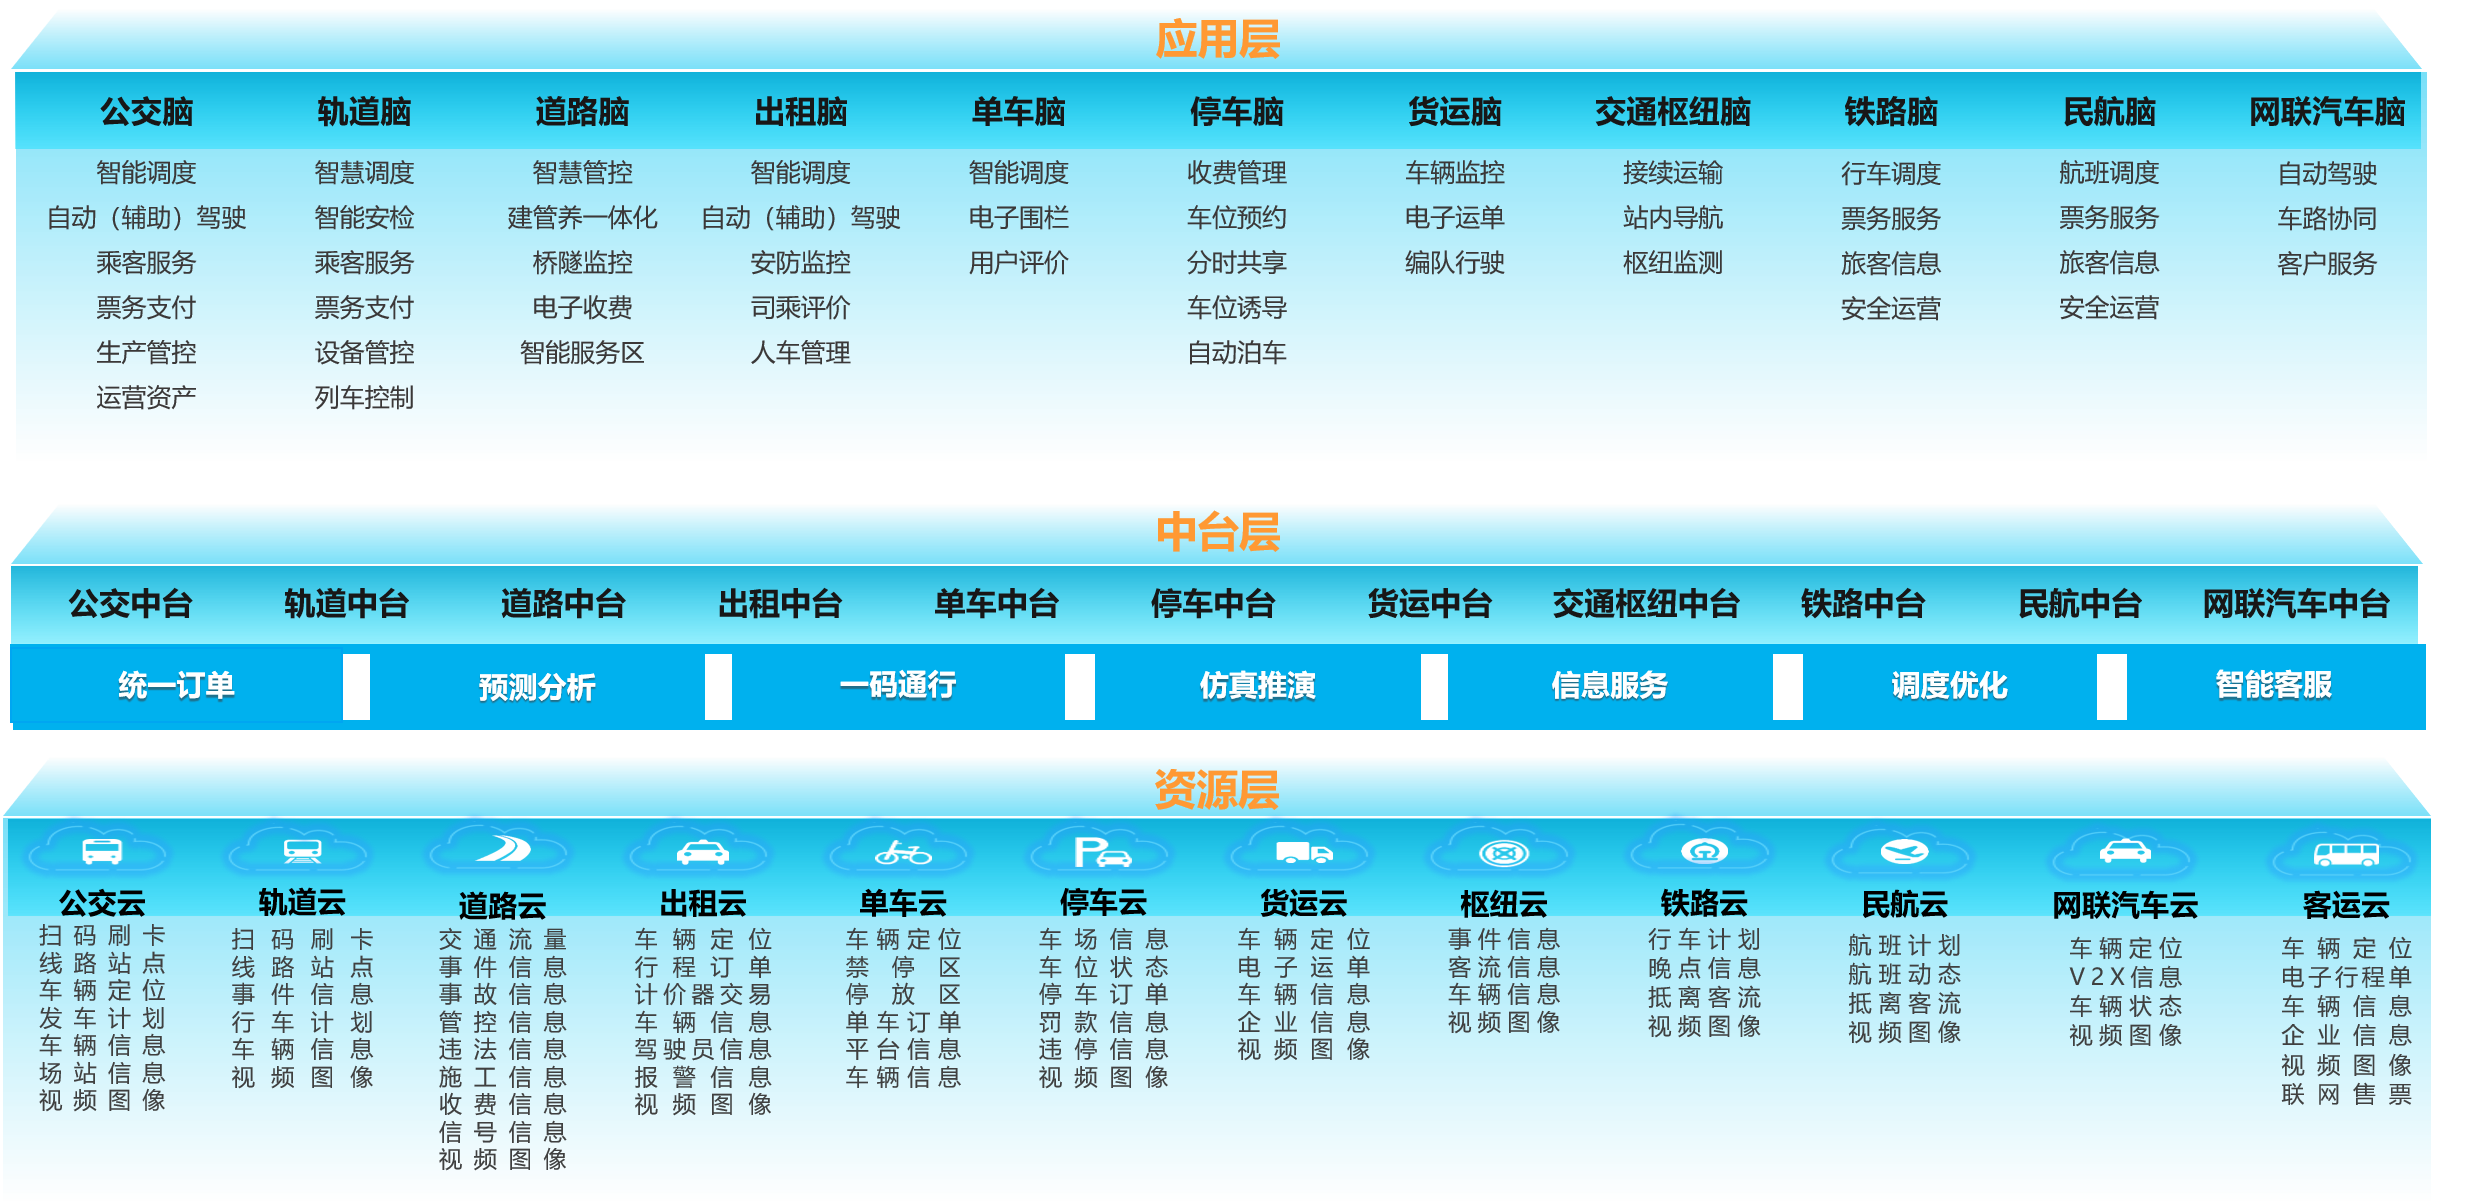 应用层
公交脑 轨道脑 道路脑 出租脑 单车脑 停车脑 货运脑 交通枢纽脑 铁路脑 民航脑 网联汽车脑
智能调度 智慧调度 智慧管控 智能调度 智能调度 收费管理 车辆监控 接续运输 行车调度 航班调度 自动驾驶
自动（辅助）驾驶 智能安检 建管养一体化 自动（辅助）驾驶 电子围栏 车位预约 电子运单 站内导航 票务服务 票务服务 车路协同
乘客服务 乘客服务 桥隧监控 安防监控 用户评价 分时共享 编队行驶 枢纽监测 旅客信息 旅客信息 客户服务
票务支付 票务支付 电子收费 司乘评价 车位诱导 安全运营 安全运营
生产管控 设备管控 智能服务区 人车管理 自动泊车
运营资产 列车控制
中台层
公交中台 轨道中台 道路中台 出租中台 单车中台 停车中台 货运中台 交通枢纽中台 铁路中台 民航中台 网联汽车中台
统一订单 预测分析 一码通行 仿真推演 信息服务 调度优化 智能客服
资源层
公交云 轨道云 道路云 出租云 单车云 停车云 货运云 枢纽云 铁路云 民航云 网联汽车云 客运云
扫码刷卡
线路站点
车辆定位
发车计划
车辆信息
场站信息
视频图像
扫码刷卡
线路站点
事件信息
行车计划
车辆信息
视频图像
交通流量
事件信息
事故信息
管控信息
违法信息
施工信息
收费信息
信号信息
视频图像
车辆定位
行程订单
计价器交易
车辆信息
驾驶员信息
报警信息
视频图像
车辆定位
禁停区
停放区
单车订单
平台信息
车辆信息
车场信息
车位状态
停车订单
罚款信息
违停信息
视频图像
车辆定位
电子运单
车辆信息
企业信息
视频图像
事件信息
客流信息
车辆信息
视频图像
行车计划
晚点信息
抵离客流
视频图像
航班计划
航班动态
抵离客流
视频图像
车辆定位
V2X信息
车辆状态
视频图像
车辆定位
电子行程单
车辆信息
企业信息
视频图像
联网售票
P